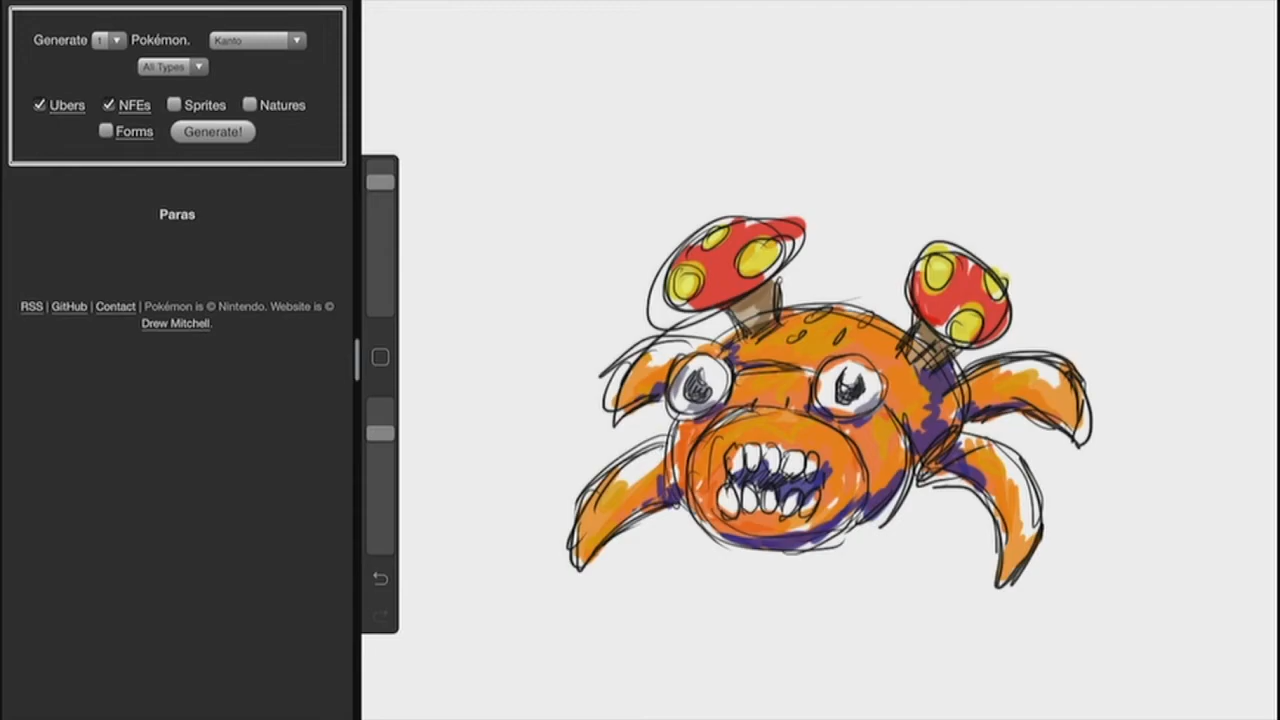 Generate 1 Pokémon. Kanto
All Types
Ubers NFEs Sprites Natures
Forms Generate!
Paras
RSS | GitHub | Contact | Pokémon is © Nintendo. Website is ©
Drew Mitchell.